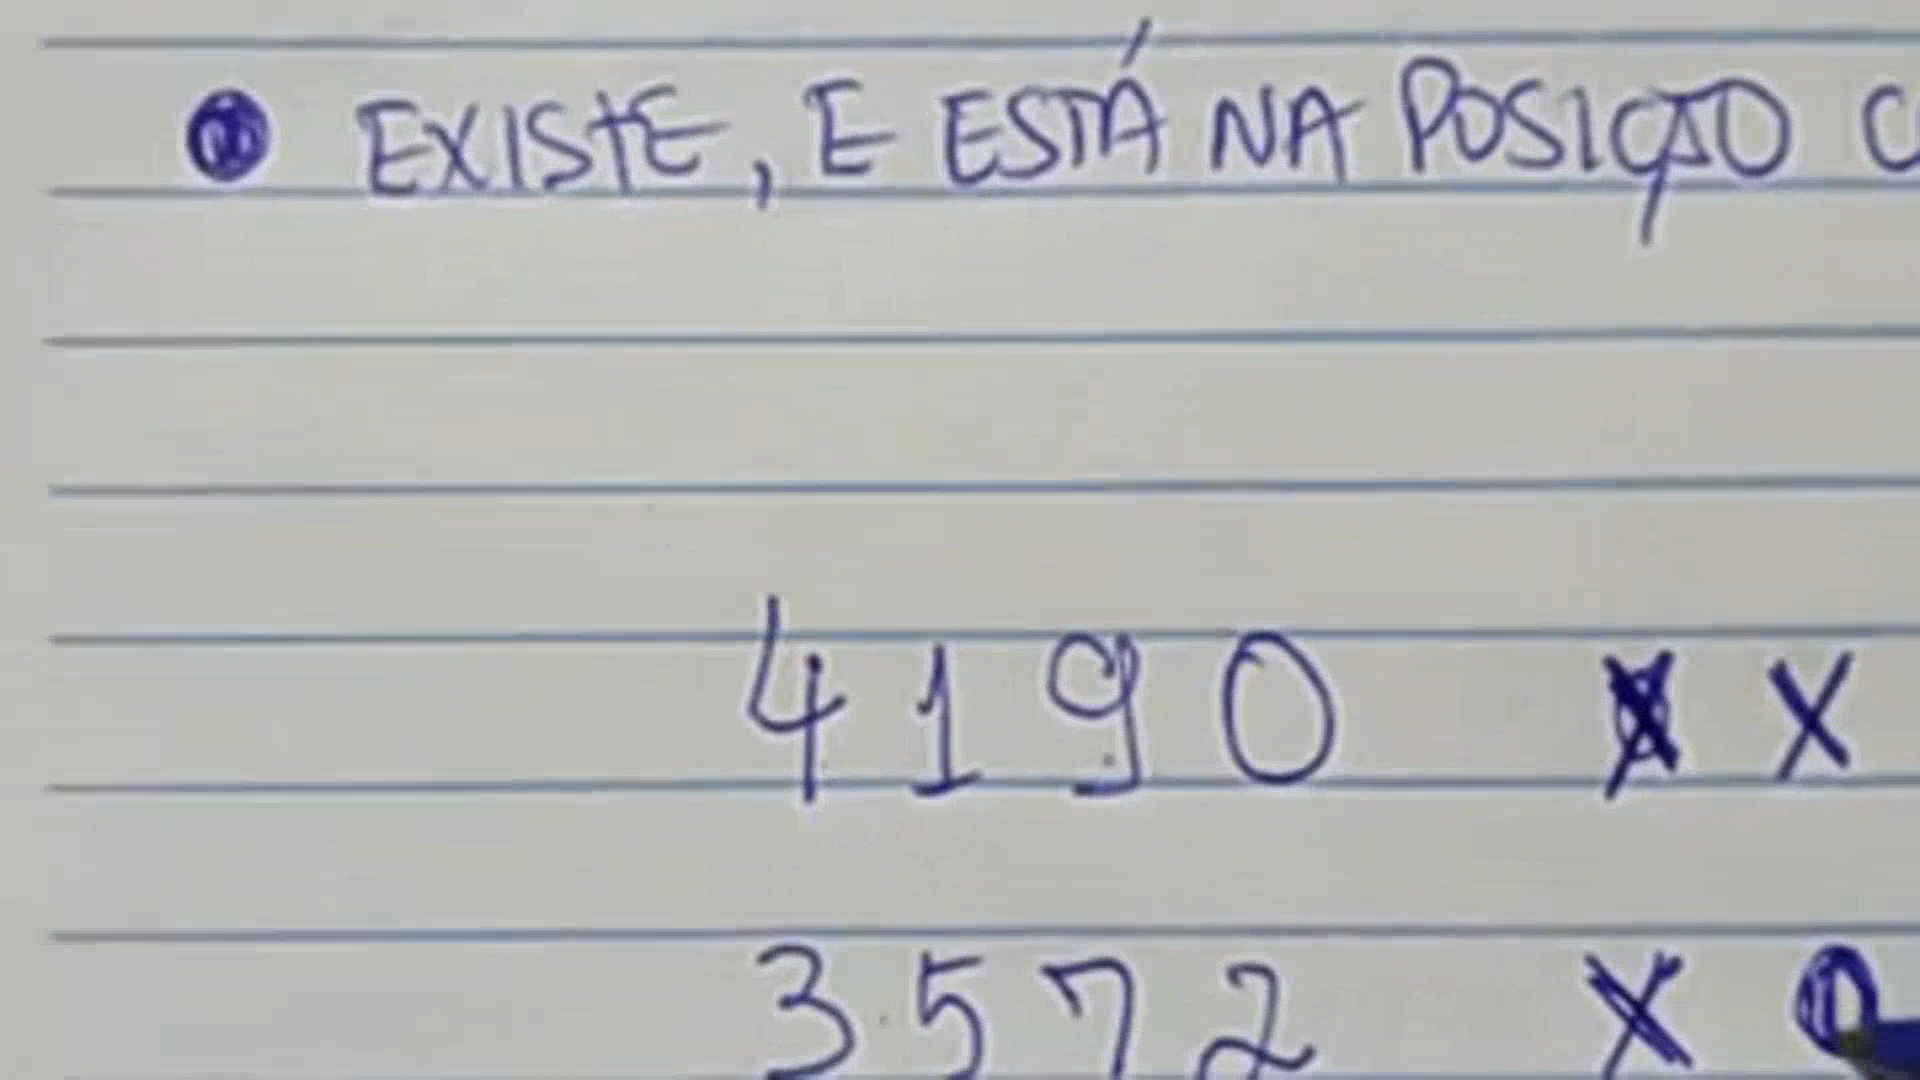 ● EXISTE, E ESTÁ NA POSIÇÃO
4190 X X
3572 X ●